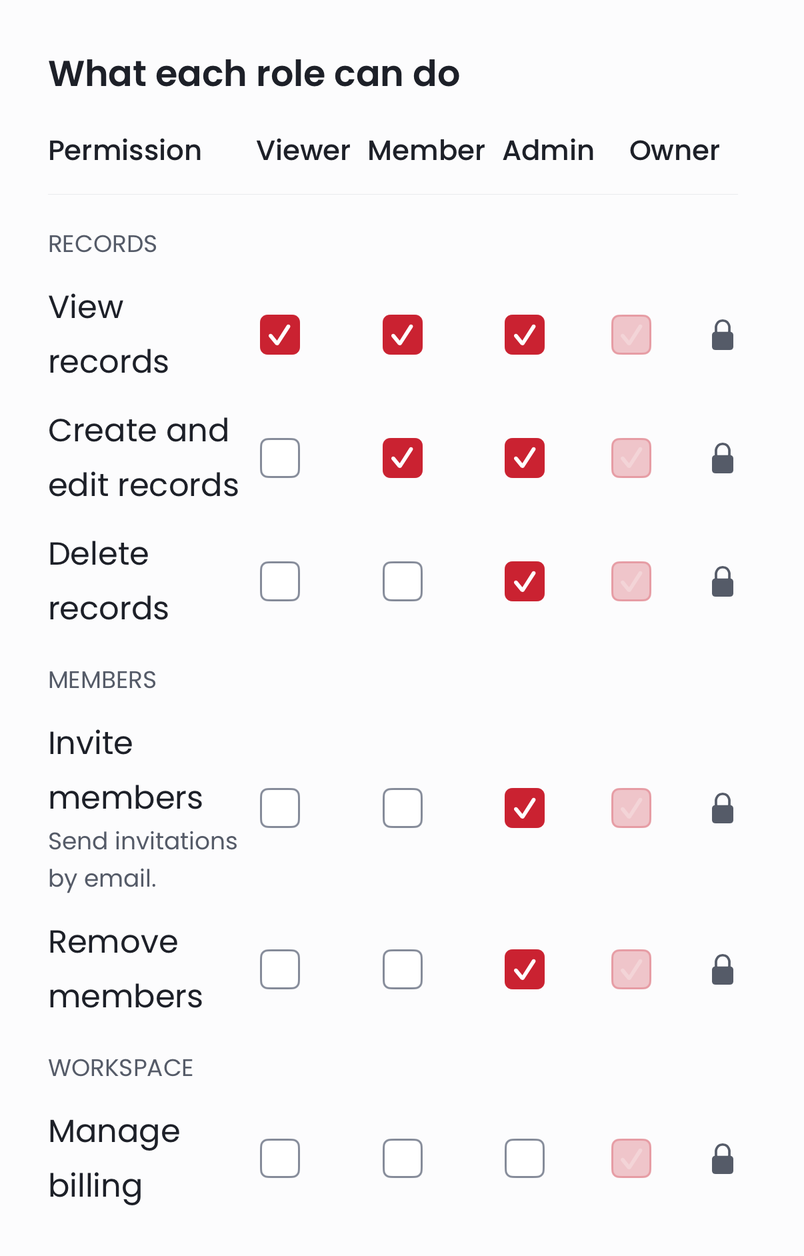 What each role can do
Permission Viewer Member Admin Owner
RECORDS
View
records
Create and
edit records
Delete
records
MEMBERS
Invite
members
Send invitations
by email.
Remove
members
WORKSPACE
Manage
billing